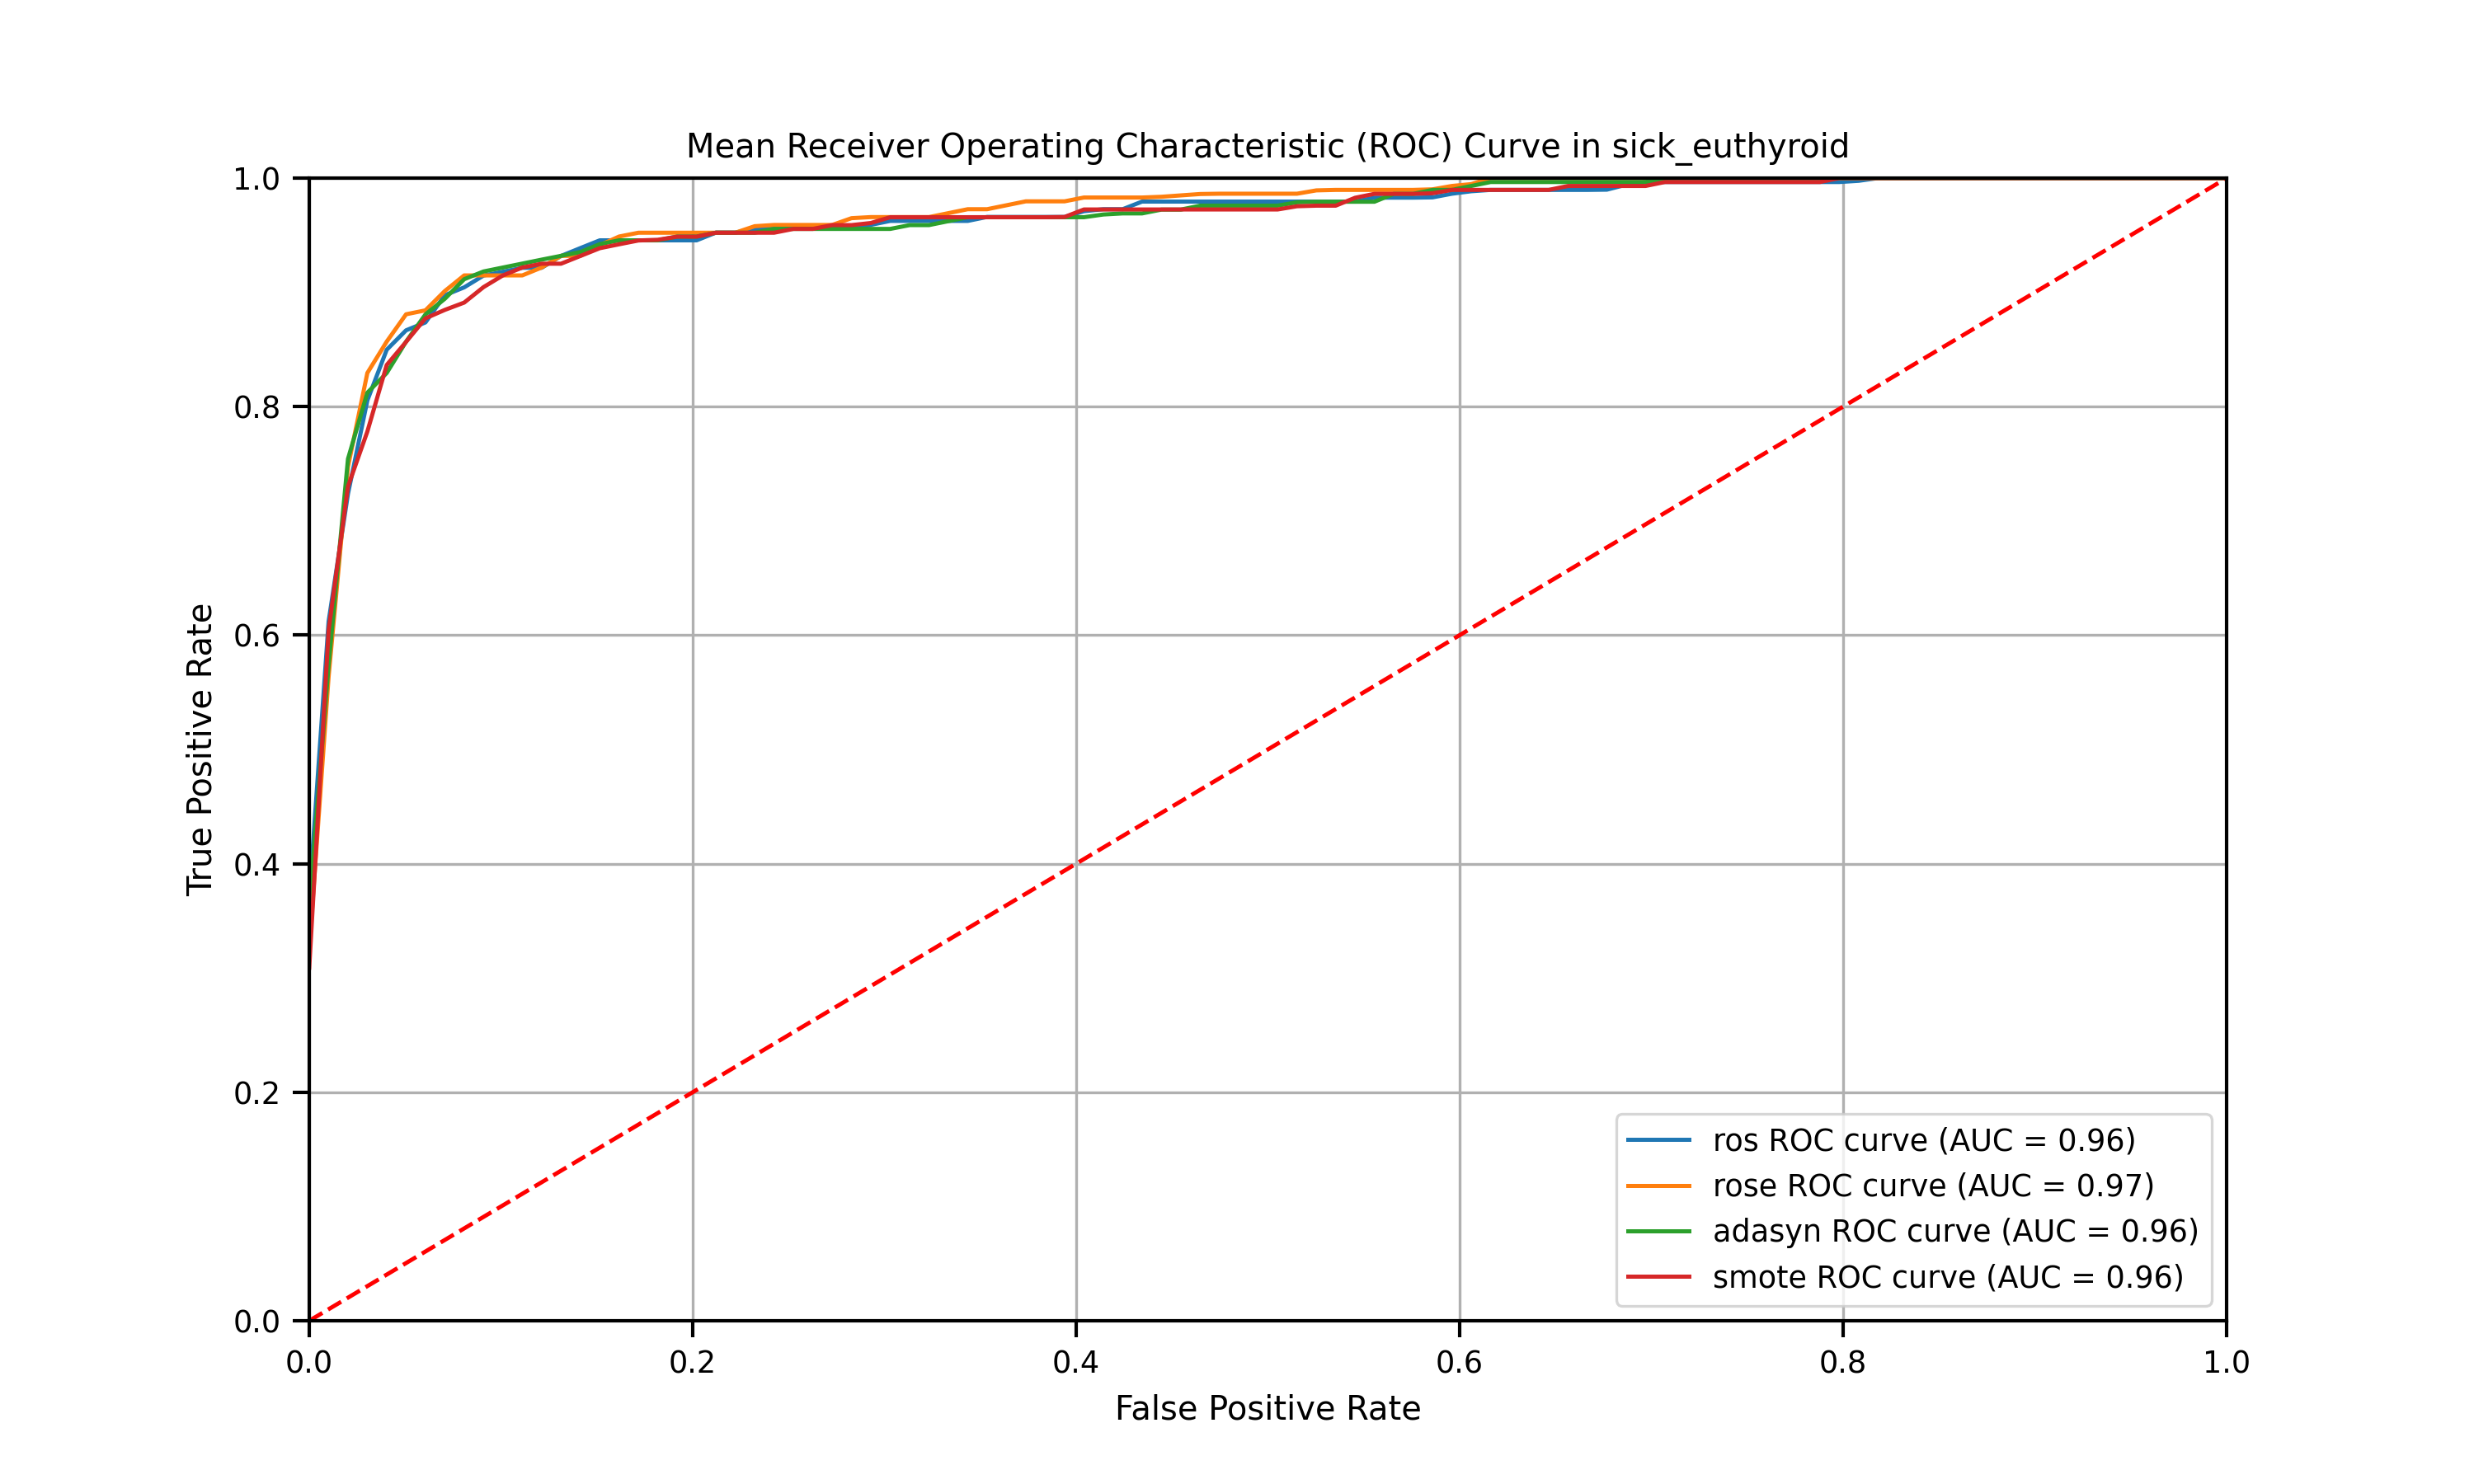 Mean Receiver Operating Characteristic (ROC) Curve in sick_euthyroid
1.0
0.8
0.6
0.4
0.2
0.0
True Positive Rate
0.0 0.2 0.4 0.6 0.8 1.0
False Positive Rate
ros ROC curve (AUC = 0.96)
rose ROC curve (AUC = 0.97)
adasyn ROC curve (AUC = 0.96)
smote ROC curve (AUC = 0.96)